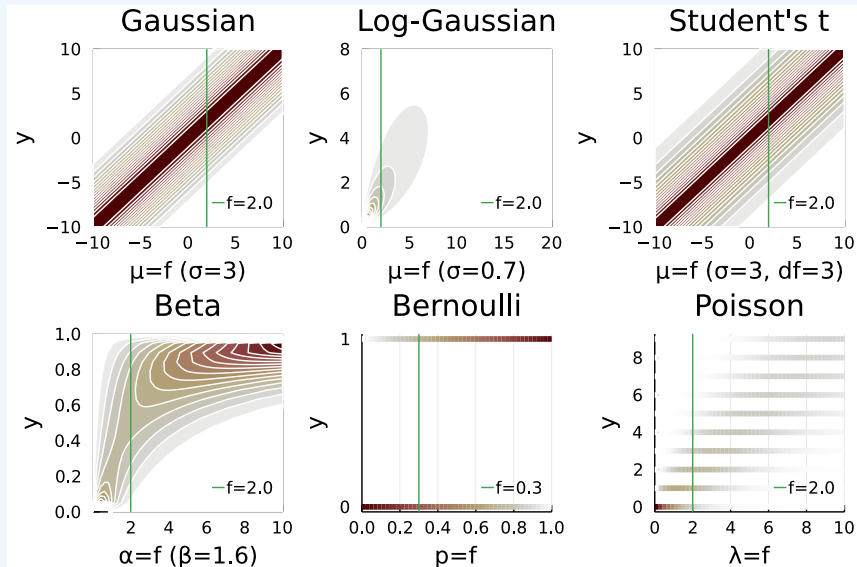 Gaussian
10
5
0
−5
−10
y
−10 −5 0 5 10
f=2.0
μ=f (σ=3)
Log-Gaussian
8
6
4
2
0
y
0 5 10 15 20
f=2.0
μ=f (σ=0.7)
Student's t
10
5
0
−5
−10
y
−10 −5 0 5 10
f=2.0
μ=f (σ=3, df=3)
Beta
1.0
0.8
0.6
0.4
0.2
0.0
y
2 4 6 8 10
f=2.0
α=f (β=1.6)
Bernoulli
1
0
y
0.0 0.2 0.4 0.6 0.8 1.0
f=0.3
p=f
Poisson
8
6
4
2
0
y
0 2 4 6 8 10
f=2.0
λ=f